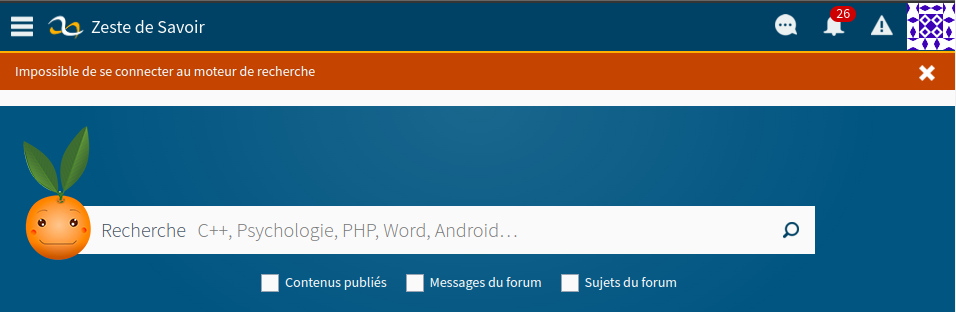 Zeste de Savoir
26
Impossible de se connecter au moteur de recherche
Recherche C++, Psychologie, PHP, Word, Android…
Contenus publiés Messages du forum Sujets du forum